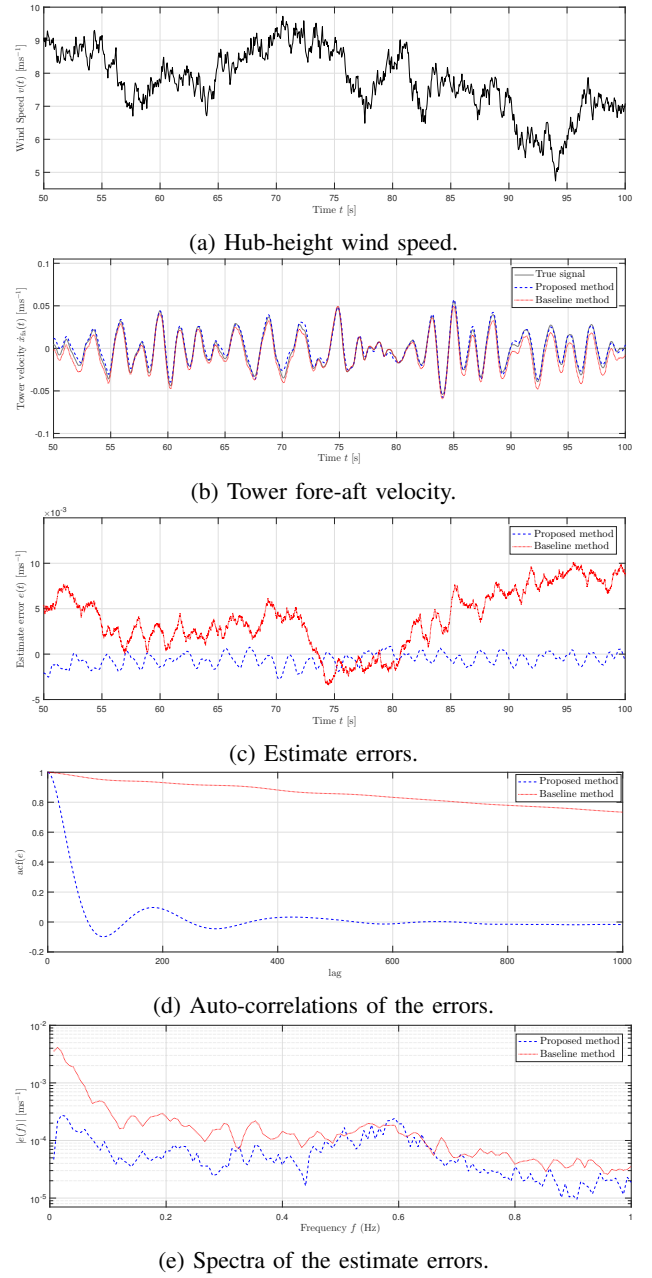 10
9
8
7
6
5
Wind Speed v(t) [ms⁻¹]
50 55 60 65 70 75 80 85 90 95 100
Time t [s]
(a) Hub-height wind speed.
0.1
0.05
0
-0.05
-0.1
Tower velocity ẋfa(t) [ms⁻¹]
True signal
Proposed method
Baseline method
50 55 60 65 70 75 80 85 90 95 100
Time t [s]
(b) Tower fore-aft velocity.
×10⁻³
15
10
5
0
-5
Estimate error e(t) [ms⁻¹]
Proposed method
Baseline method
50 55 60 65 70 75 80 85 90 95 100
Time t [s]
(c) Estimate errors.
1
0.8
0.6
0.4
0.2
0
-0.2
acf(e)
Proposed method
Baseline method
0 200 400 600 800 1000
lag
(d) Auto-correlations of the errors.
10⁻²
10⁻³
10⁻⁴
10⁻⁵
|e(f)| [ms⁻¹]
Proposed method
Baseline method
0 0.2 0.4 0.6 0.8 1
Frequency f (Hz)
(e) Spectra of the estimate errors.